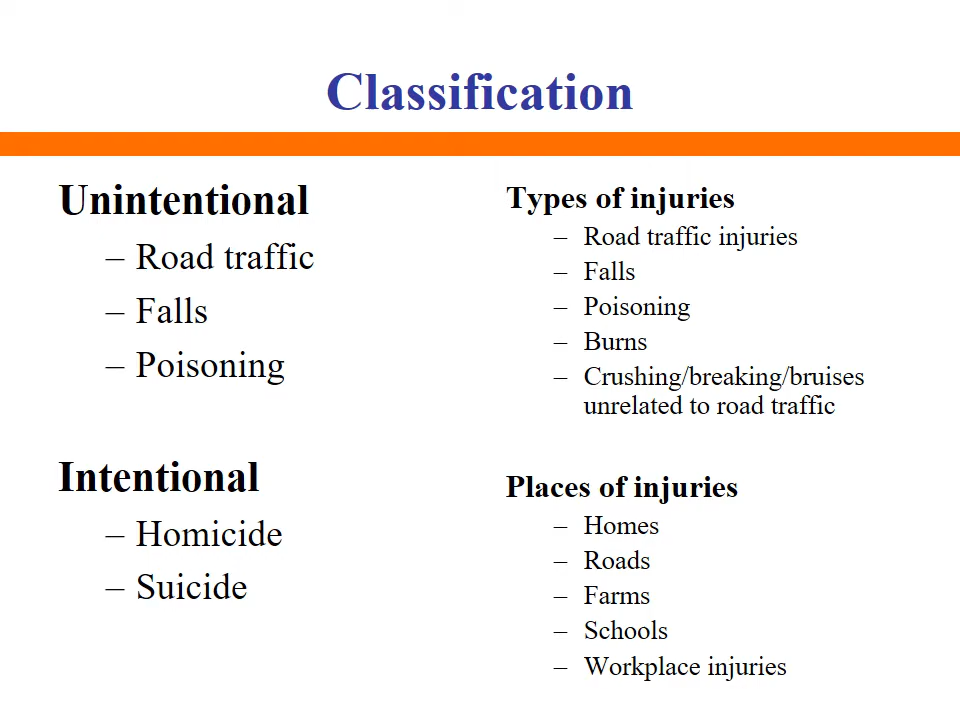 Classification
Unintentional
– Road traffic
– Falls
– Poisoning
Intentional
– Homicide
– Suicide
Types of injuries
– Road traffic injuries
– Falls
– Poisoning
– Burns
– Crushing/breaking/bruises
unrelated to road traffic
Places of injuries
– Homes
– Roads
– Farms
– Schools
– Workplace injuries